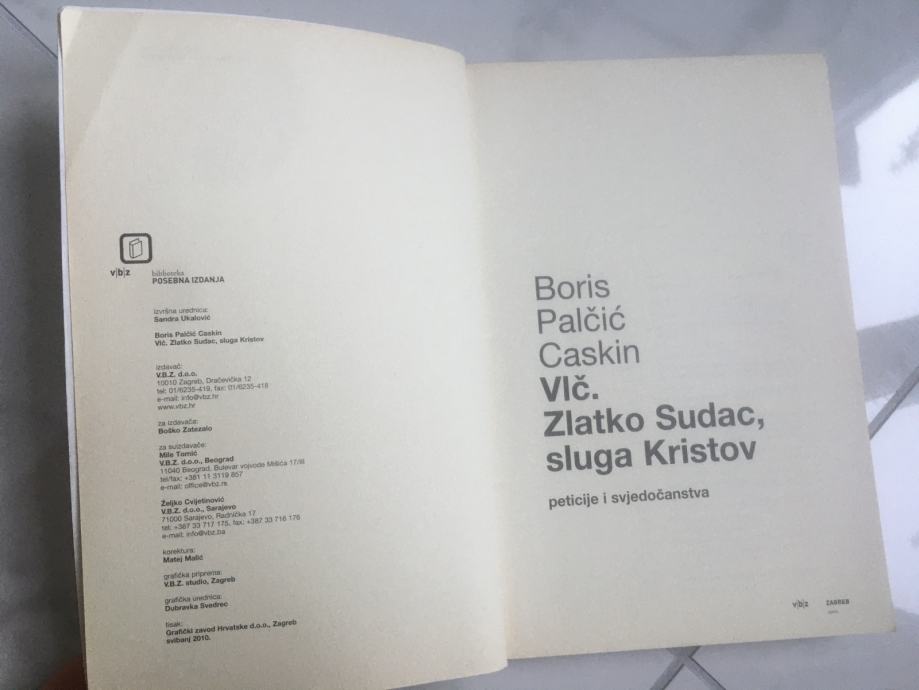 v|b|z
biblioteka
POSEBNA IZDANJA
izvršna urednica:
Sandra Ukalović
Boris Palčić Caskin
Vlč. Zlatko Sudac, sluga Kristov
izdavač:
V.B.Z. d.o.o.
10010 Zagreb, Dračevička 12
tel: 01/6235-419, fax: 01/6235-418
e-mail: info@vbz.hr
www.vbz.hr
za izdavača:
Boško Zatezalo
za suizdavače:
Mile Tomić
V.B.Z. d.o.o., Beograd
11040 Beograd, Bulevar vojvode Mišića 17/III
tel/fax: +381 11 3119 857
e-mail: office@vbz.rs
Željko Cvijetinović
V.B.Z. d.o.o., Sarajevo
71000 Sarajevo, Radnička 17
tel: +387 33 717 175, fax: +387 33 716 176
e-mail: info@vbz.ba
korektura:
Matej Malić
grafička priprema:
V.B.Z. studio, Zagreb
grafička urednica:
Dubravka Svedrec
tisak:
Grafički zavod Hrvatske d.o.o., Zagreb
svibanj 2010.
Boris
Palčić
Caskin
Vlč.
Zlatko Sudac,
sluga Kristov
peticije i svjedočanstva
v|b|z ZAGREB